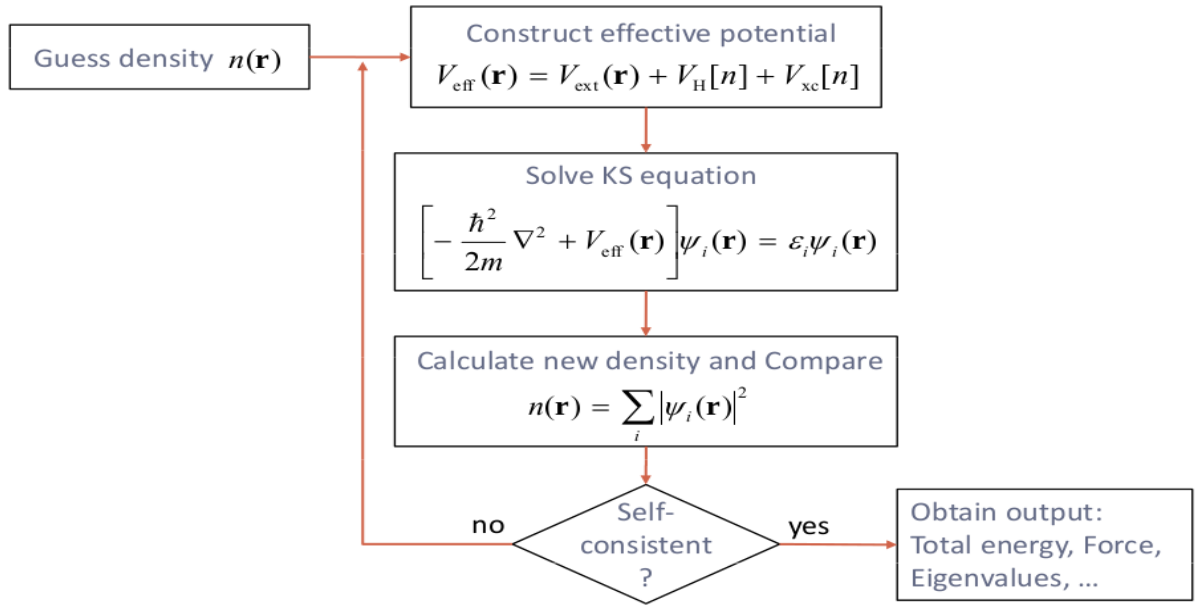 Guess density n(r)
Construct effective potential
V_eff(r) = V_ext(r) + V_H[n] + V_xc[n]
Solve KS equation
[−ħ²/2m ∇² + V_eff(r)]ψ_i(r) = ε_iψ_i(r)
Calculate new density and Compare
n(r) = ∑_i |ψ_i(r)|²
no
Self-
consistent
?
yes
Obtain output:
Total energy, Force,
Eigenvalues, ...